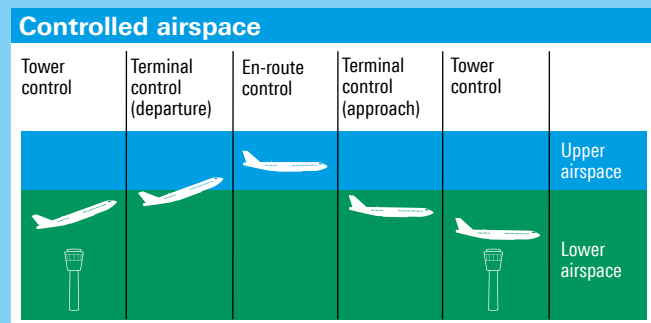 Controlled airspace
Tower
control
Terminal
control
(departure)
En-route
control
Terminal
control
(approach)
Tower
control
Upper
airspace
Lower
airspace